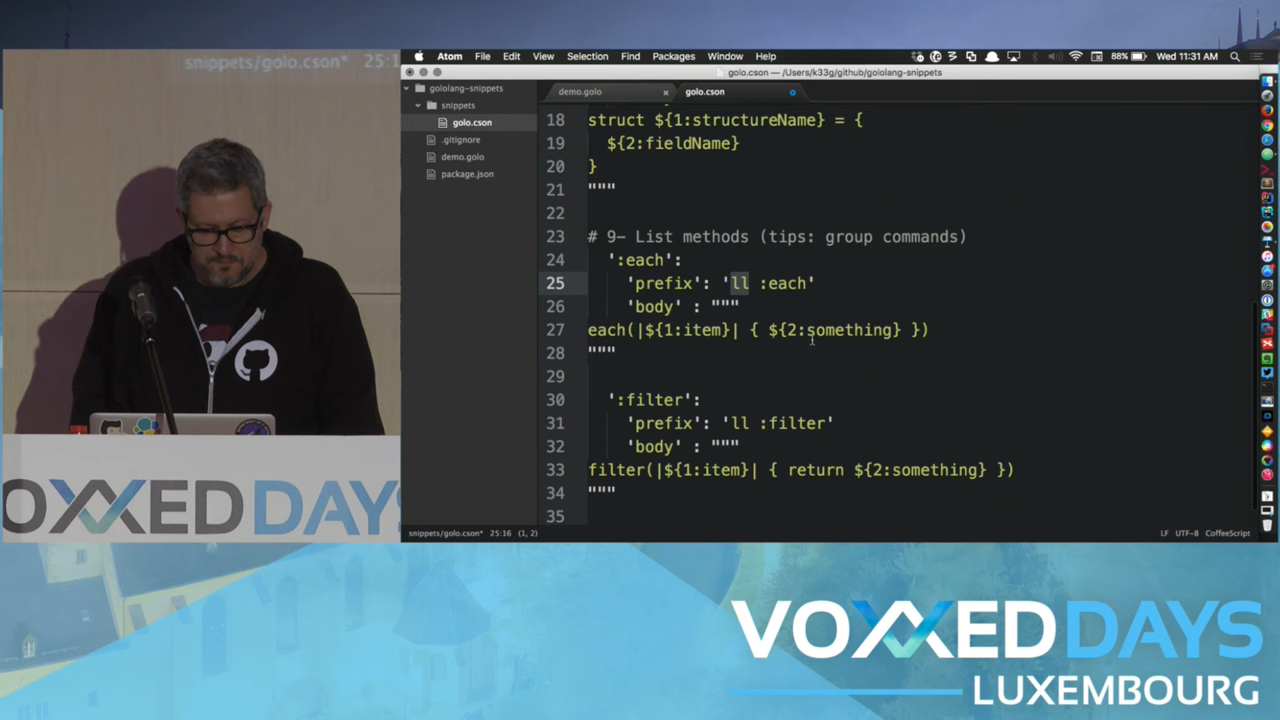 snippets/golo.cson* 25:1
Atom File Edit View Selection Find Packages Window Help
88% Wed 11:31 AM
golo.cson — /Users/k33g/github/gololang-snippets
gololang-snippets
snippets
golo.cson
.gitignore
demo.golo
package.json
demo.golo x golo.cson
18 struct ${1:structureName} = {
19 ${2:fieldName}
20 }
21 """
22
23 # 9- List methods (tips: group commands)
24 ':each':
25 'prefix': 'll :each'
26 'body' : """
27 each(|${1:item}| { ${2:something} })
28 """
29
30 ':filter':
31 'prefix': 'll :filter'
32 'body' : """
33 filter(|${1:item}| { return ${2:something} })
34 """
35
snippets/golo.cson* 25:16 (1, 2)
LF UTF-8 CoffeeScript
OXXED DAYS
VOXXED DAYS
LUXEMBOURG